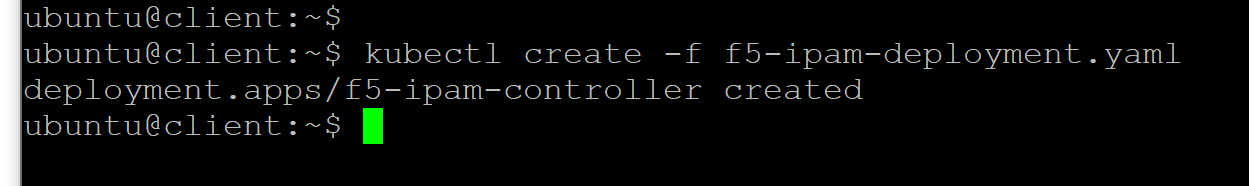 ubuntu@client:~$
ubuntu@client:~$ kubectl create -f f5-ipam-deployment.yaml
deployment.apps/f5-ipam-controller created
ubuntu@client:~$